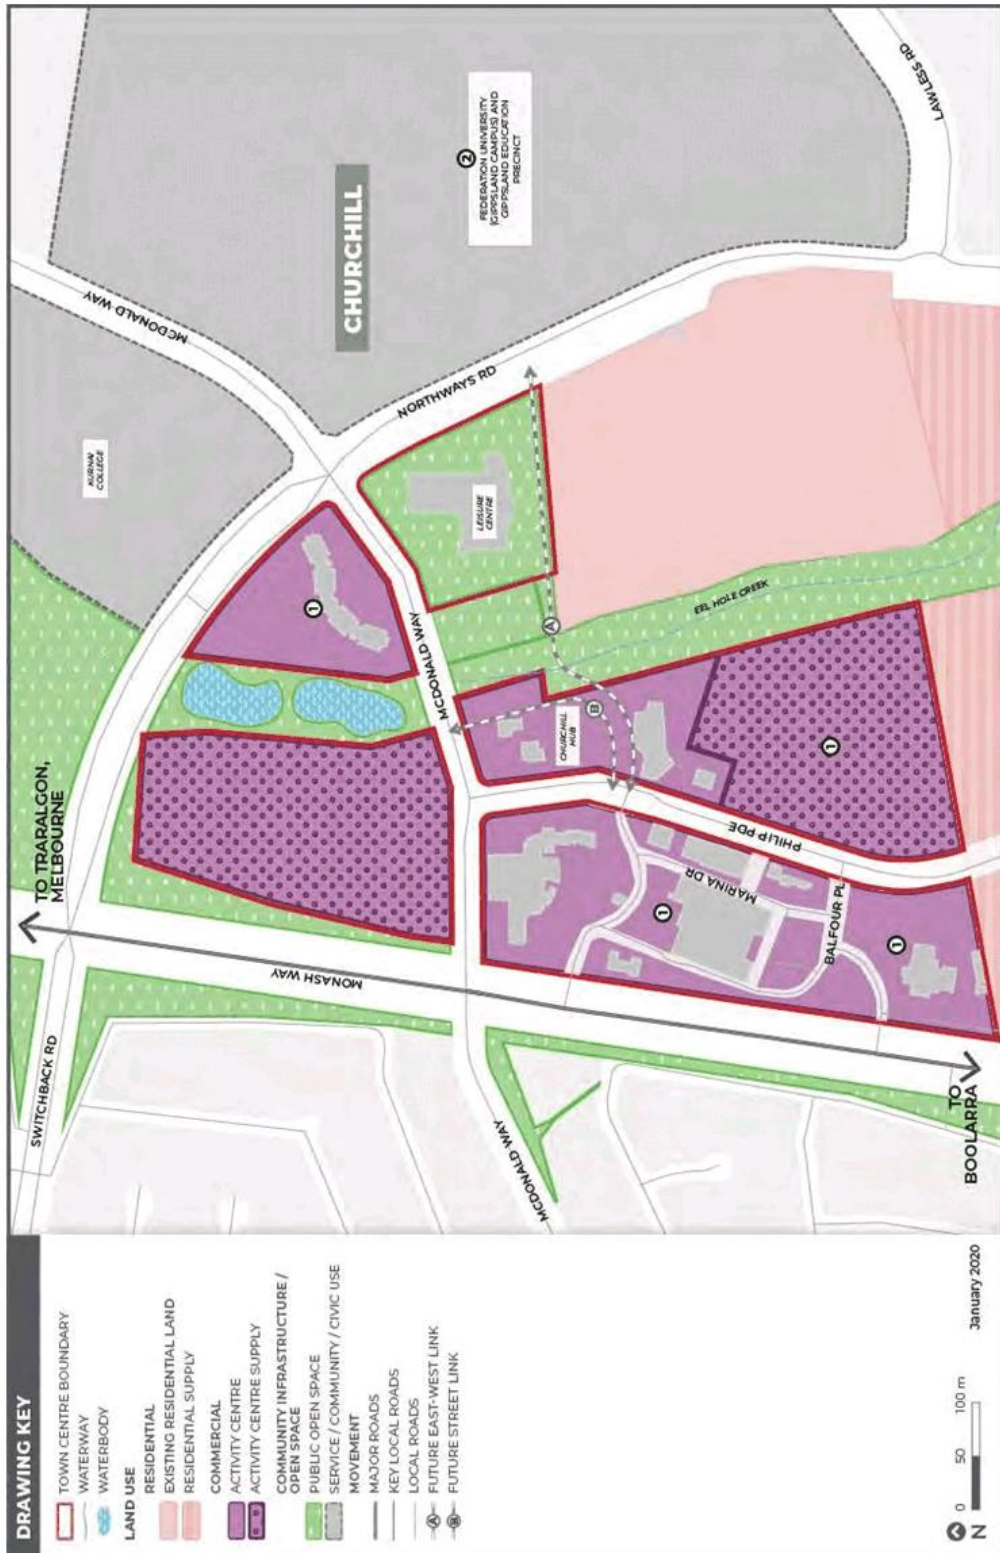 DRAWING KEY
TOWN CENTRE BOUNDARY
WATERWAY
WATERBODY
LAND USE
RESIDENTIAL
EXISTING RESIDENTIAL LAND
RESIDENTIAL SUPPLY
COMMERCIAL
ACTIVITY CENTRE
ACTIVITY CENTRE SUPPLY
COMMUNITY INFRASTRUCTURE /
OPEN SPACE
PUBLIC OPEN SPACE
SERVICE / COMMUNITY / CIVIC USE
MOVEMENT
MAJOR ROADS
KEY LOCAL ROADS
LOCAL ROADS
A FUTURE EAST-WEST LINK
B FUTURE STREET LINK
N
0 50 100 m
January 2020
SWITCHBACK RD
TO TRARALGON,
MELBOURNE
MONASH WAY
MCDONALD WAY
TO
BOOLARRA
KURNAI
COLLEGE
MCDONALD WAY
CHURCHILL
2
FEDERATION UNIVERSITY
(GIPPSLAND CAMPUS) AND
GIPPSLAND EDUCATION
PRECINCT
LAWLESS RD
NORTHWAYS RD
1
MCDONALD WAY
LEISURE
CENTRE
A
EEL HOLE CREEK
CHURCHILL
HUB
B
1
PHILIP PDE
MARINA DR
1
BALFOUR PL
1